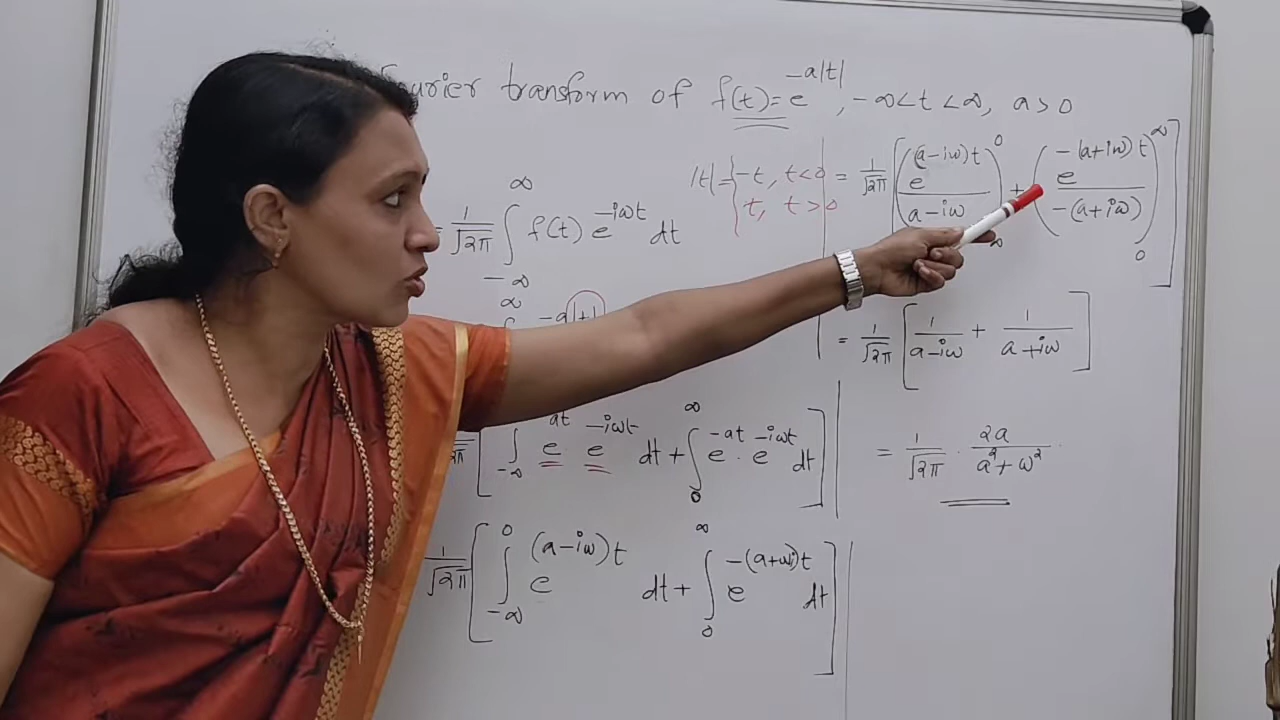 Fourier transform of f(t)= e^{-a|t|}, -∞<t<∞, a>0
= 1/√2π ∫_{-∞}^{∞} f(t) e^{-iωt} dt
|t|= { -t, t<0
t, t>0
-a|t|
[ ∫_{-∞} e^{at} . e^{-iωt} dt + ∫_{0}^{∞} e^{-at} . e^{-iωt} dt ]
1/√2π [ ∫_{-∞}^{0} e^{(a-iω)t} dt + ∫_{0}^{∞} e^{-(a+ωi)t} dt ]
= 1/√2π [ ( e^{(a-iω)t} / a-iω )_{-∞}^{0} + ( e^{-(a+iω)t} / -(a+iω) )_{0}^{∞} ]
= 1/√2π [ 1/a-iω + 1/a+iω ]
= 1/√2π . 2a/a²+ω²